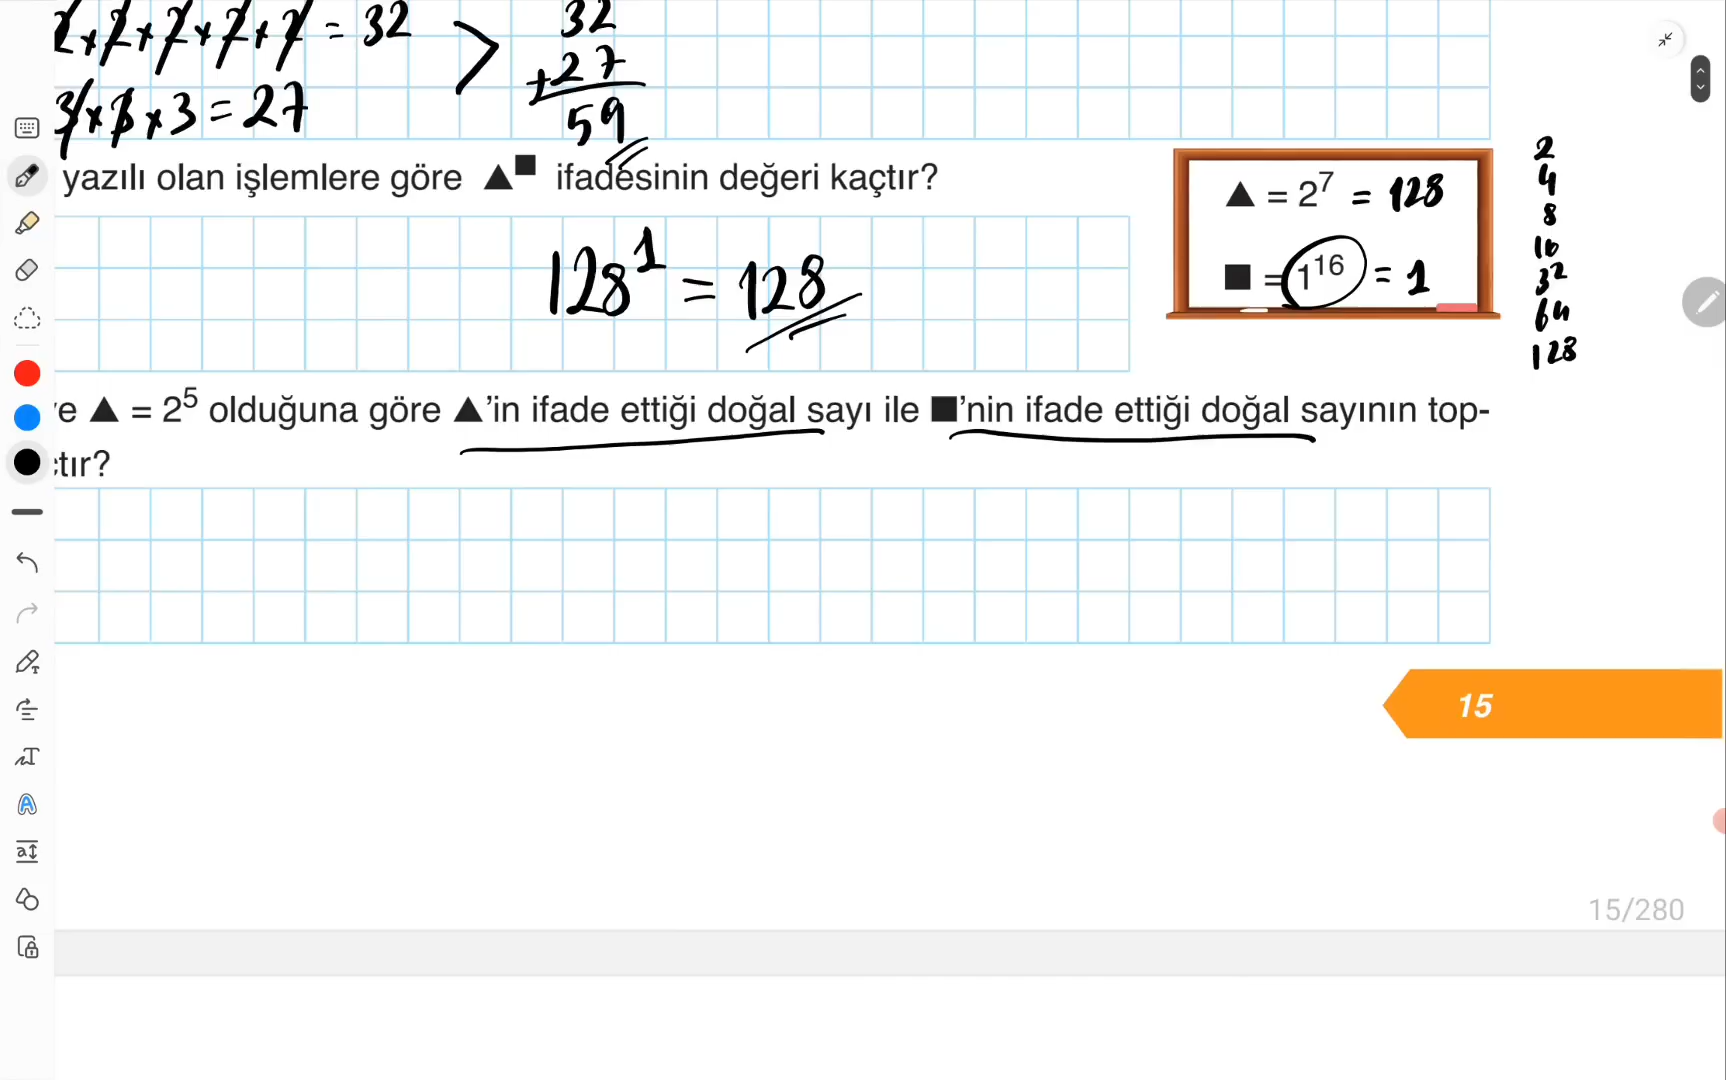 2 x 2 x 2 x 2 x 2 = 32
3 x 3 x 3 = 27
32
+27
59
yazılı olan işlemlere göre ▲■ ifadesinin değeri kaçtır?
▲ = 2⁷ = 128
■ = 1¹⁶ = 1
2
4
8
16
32
64
128
128¹ = 128
e ▲ = 2⁵ olduğuna göre ▲'in ifade ettiği doğal sayı ile ■'nin ifade ettiği doğal sayının top-
tır?
15
15/280